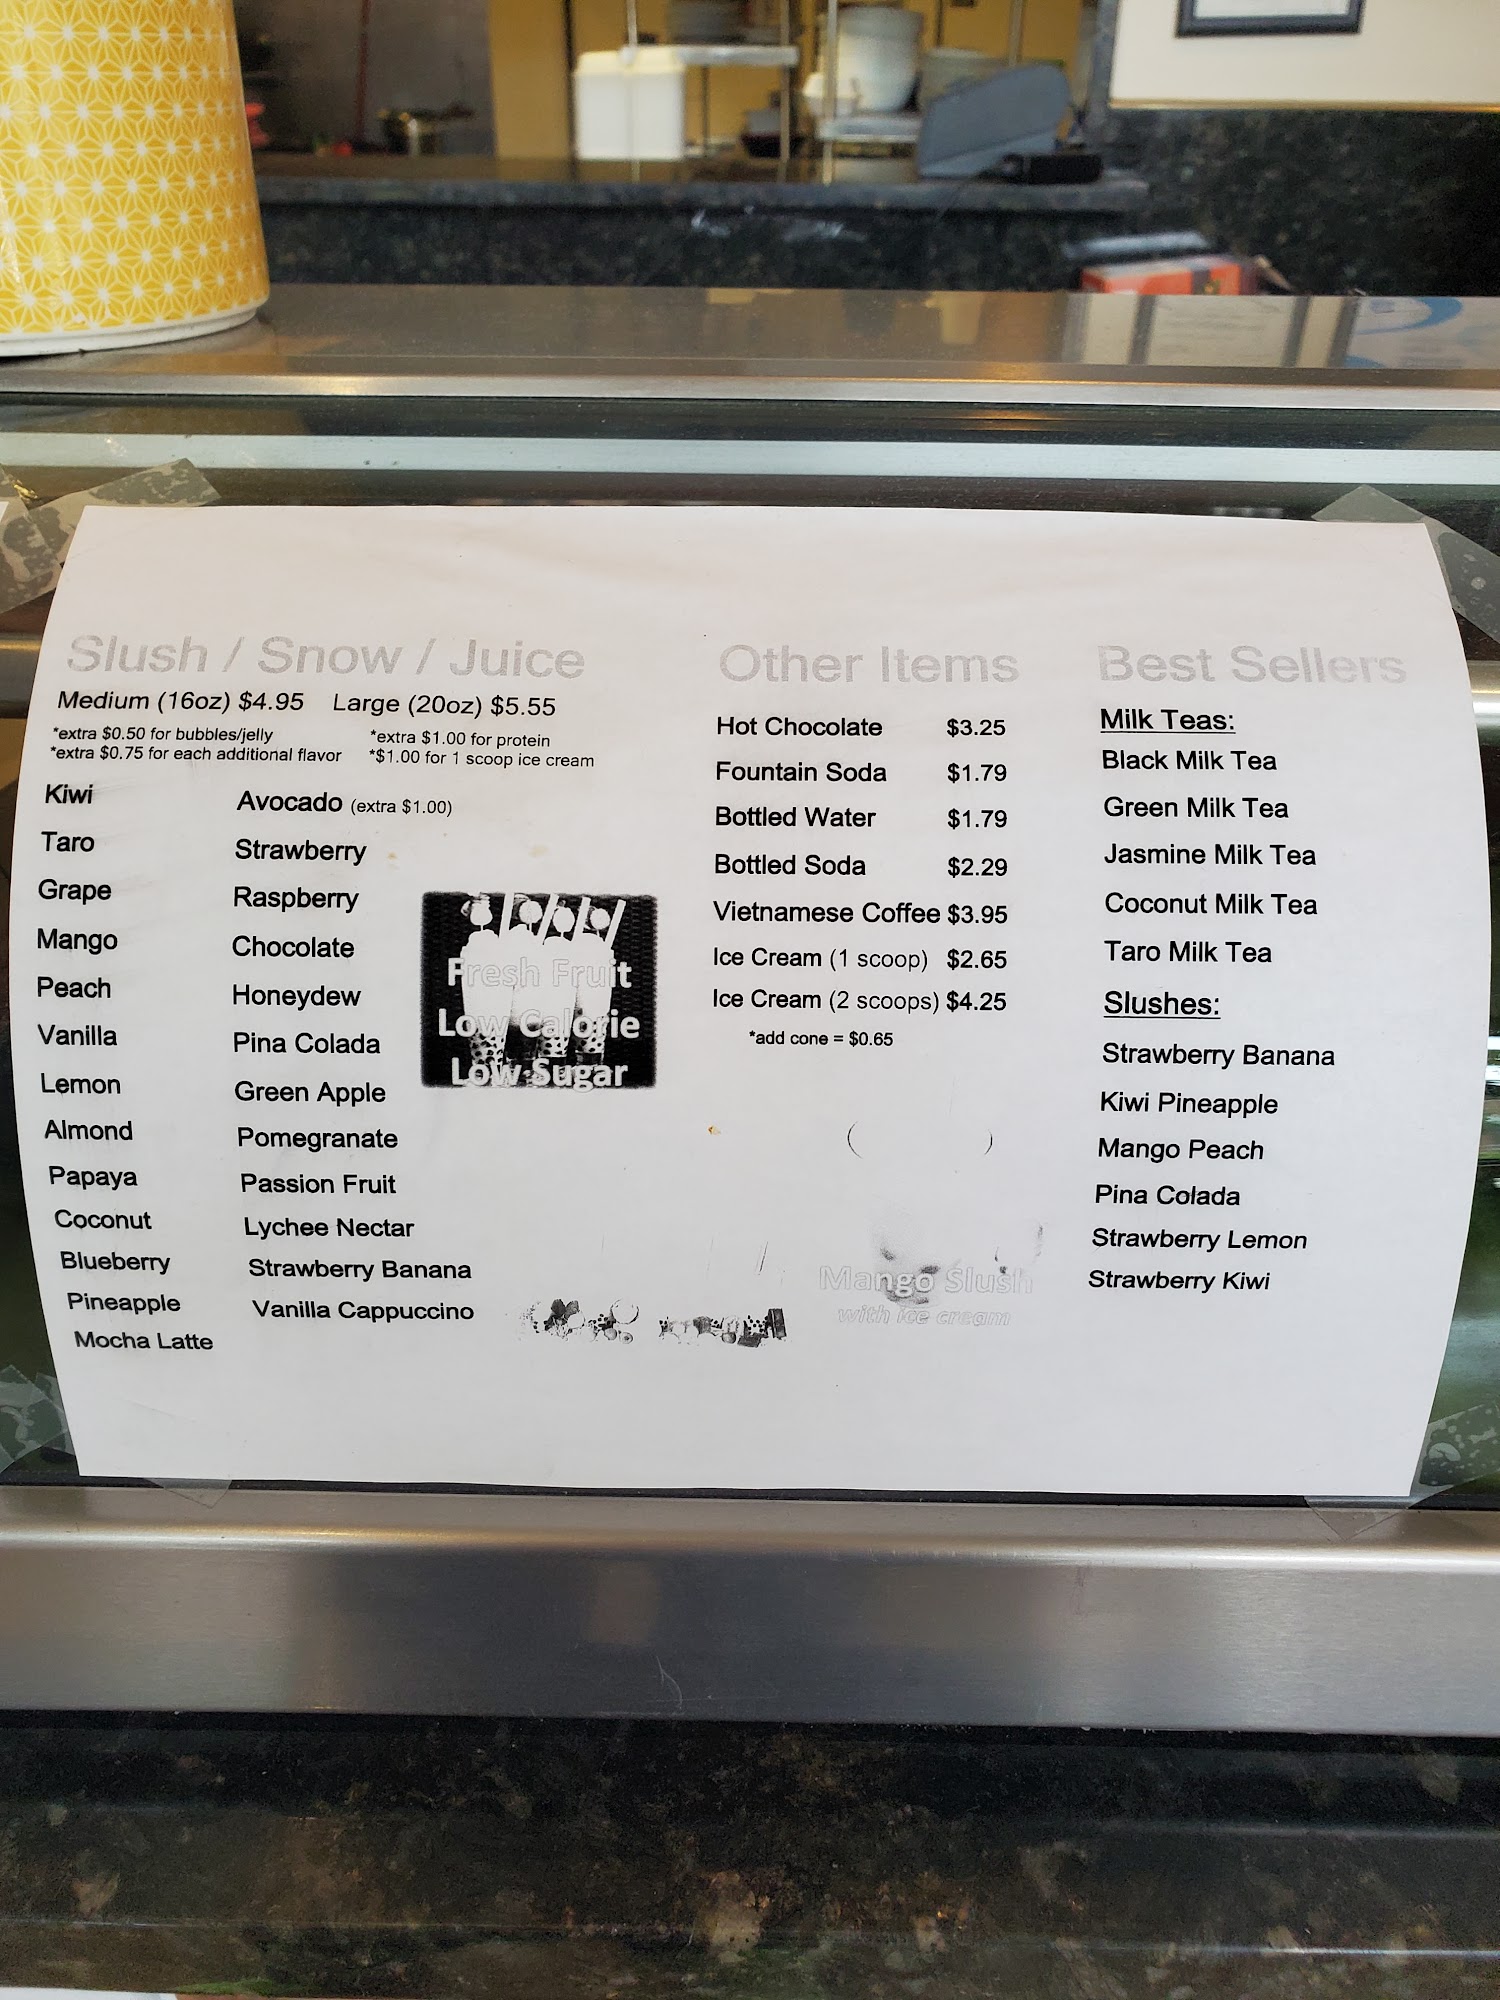 Slush / Snow / Juice
Medium (16oz) $4.95 Large (20oz) $5.55
*extra $0.50 for bubbles/jelly *extra $1.00 for protein
*extra $0.75 for each additional flavor *$1.00 for 1 scoop ice cream
Kiwi
Taro
Grape
Mango
Peach
Vanilla
Lemon
Almond
Papaya
Coconut
Blueberry
Pineapple
Mocha Latte
Avocado (extra $1.00)
Strawberry
Raspberry
Chocolate
Honeydew
Pina Colada
Green Apple
Pomegranate
Passion Fruit
Lychee Nectar
Strawberry Banana
Vanilla Cappuccino
Fresh Fruit
Low Calorie
Low Sugar
Other Items
Hot Chocolate $3.25
Fountain Soda $1.79
Bottled Water $1.79
Bottled Soda $2.29
Vietnamese Coffee $3.95
Ice Cream (1 scoop) $2.65
Ice Cream (2 scoops) $4.25
*add cone = $0.65
Mango Slush
with ice cream
Best Sellers
Milk Teas:
Black Milk Tea
Green Milk Tea
Jasmine Milk Tea
Coconut Milk Tea
Taro Milk Tea
Slushes:
Strawberry Banana
Kiwi Pineapple
Mango Peach
Pina Colada
Strawberry Lemon
Strawberry Kiwi